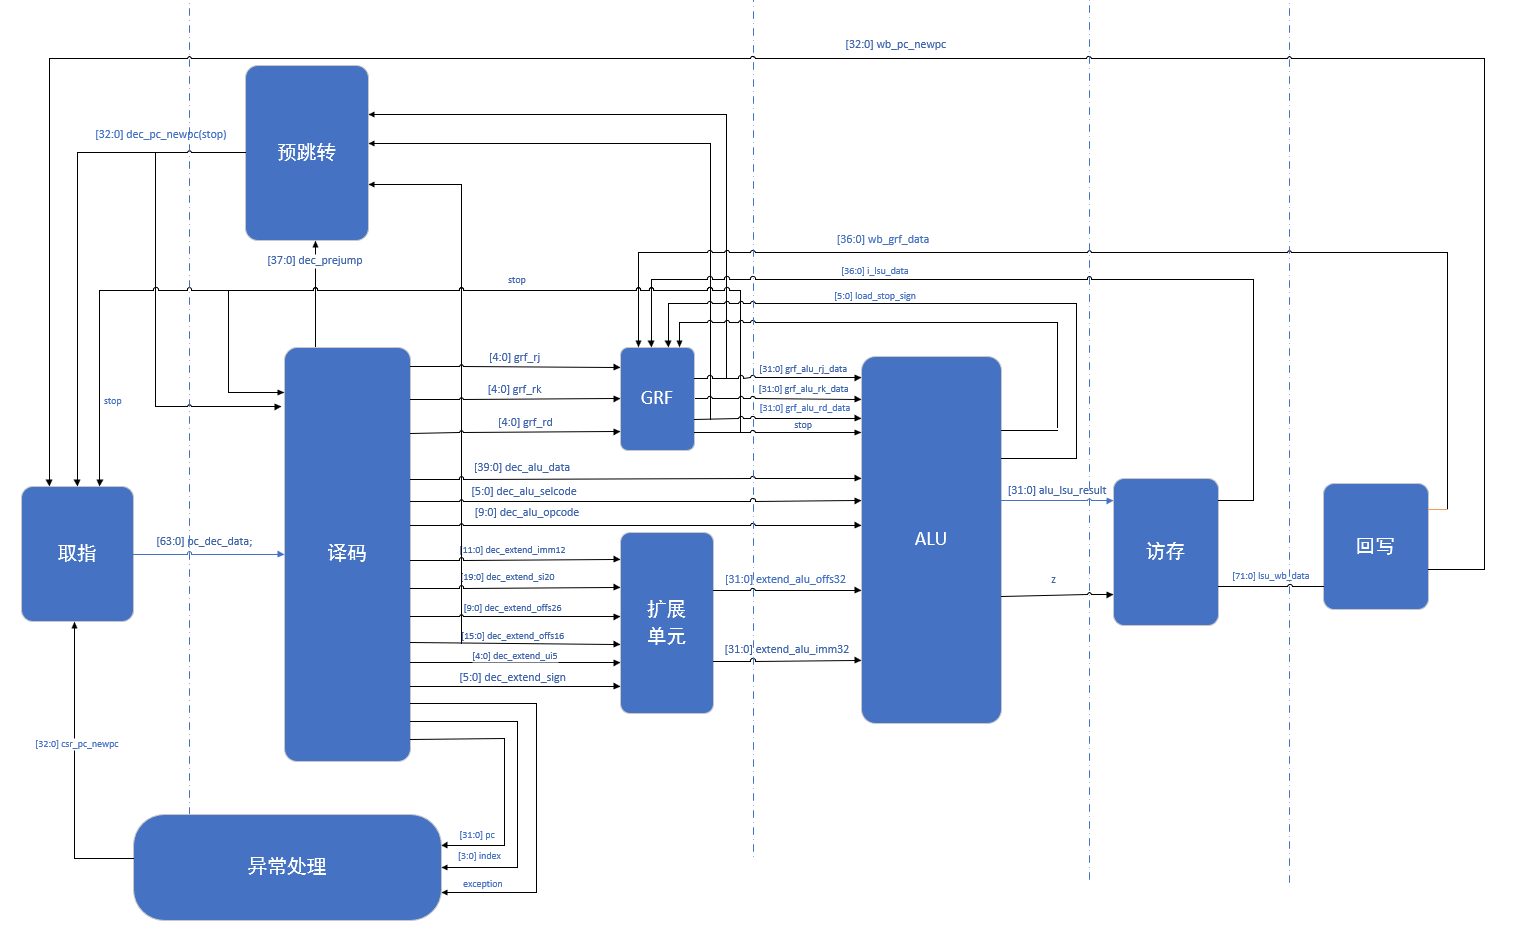 [32:0] wb_pc_newpc
[32:0] dec_pc_newpc(stop)
预跳转
[36:0] wb_grf_data
[37:0] dec_prejump
[36:0] i_lsu_data
stop
[5:0] load_stop_sign
[4:0] grf_rj
[31:0] grf_alu_rj_data
[4:0] grf_rk
GRF
[31:0] grf_alu_rk_data
stop
[31:0] grf_alu_rd_data
[4:0] grf_rd
stop
[39:0] dec_alu_data
[5:0] dec_alu_selcode
[31:0] alu_lsu_result
[9:0] dec_alu_opcode
[63:0] pc_dec_data;
取指
译码
[11:0] dec_extend_imm12
ALU
访存
回写
[19:0] dec_extend_si20
[31:0] extend_alu_offs32
z
[71:0] lsu_wb_data
[9:0] dec_extend_offs26
扩展
单元
[15:0] dec_extend_offs16
[4:0] dec_extend_ui5
[31:0] extend_alu_imm32
[5:0] dec_extend_sign
[32:0] csr_pc_newpc
[31:0] pc
[3:0] index
异常处理
exception